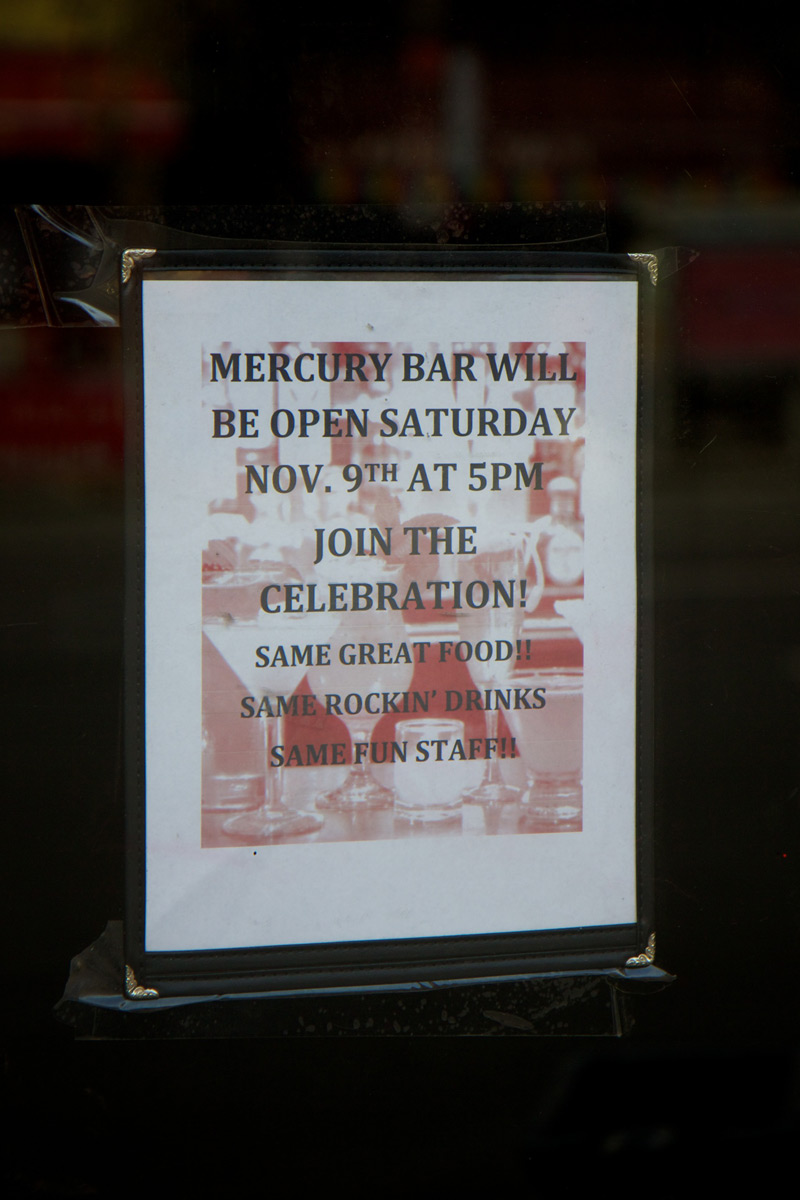 MERCURY BAR WILL
BE OPEN SATURDAY
NOV. 9TH AT 5PM
JOIN THE
CELEBRATION!
SAME GREAT FOOD!!
SAME ROCKIN' DRINKS
SAME FUN STAFF!!